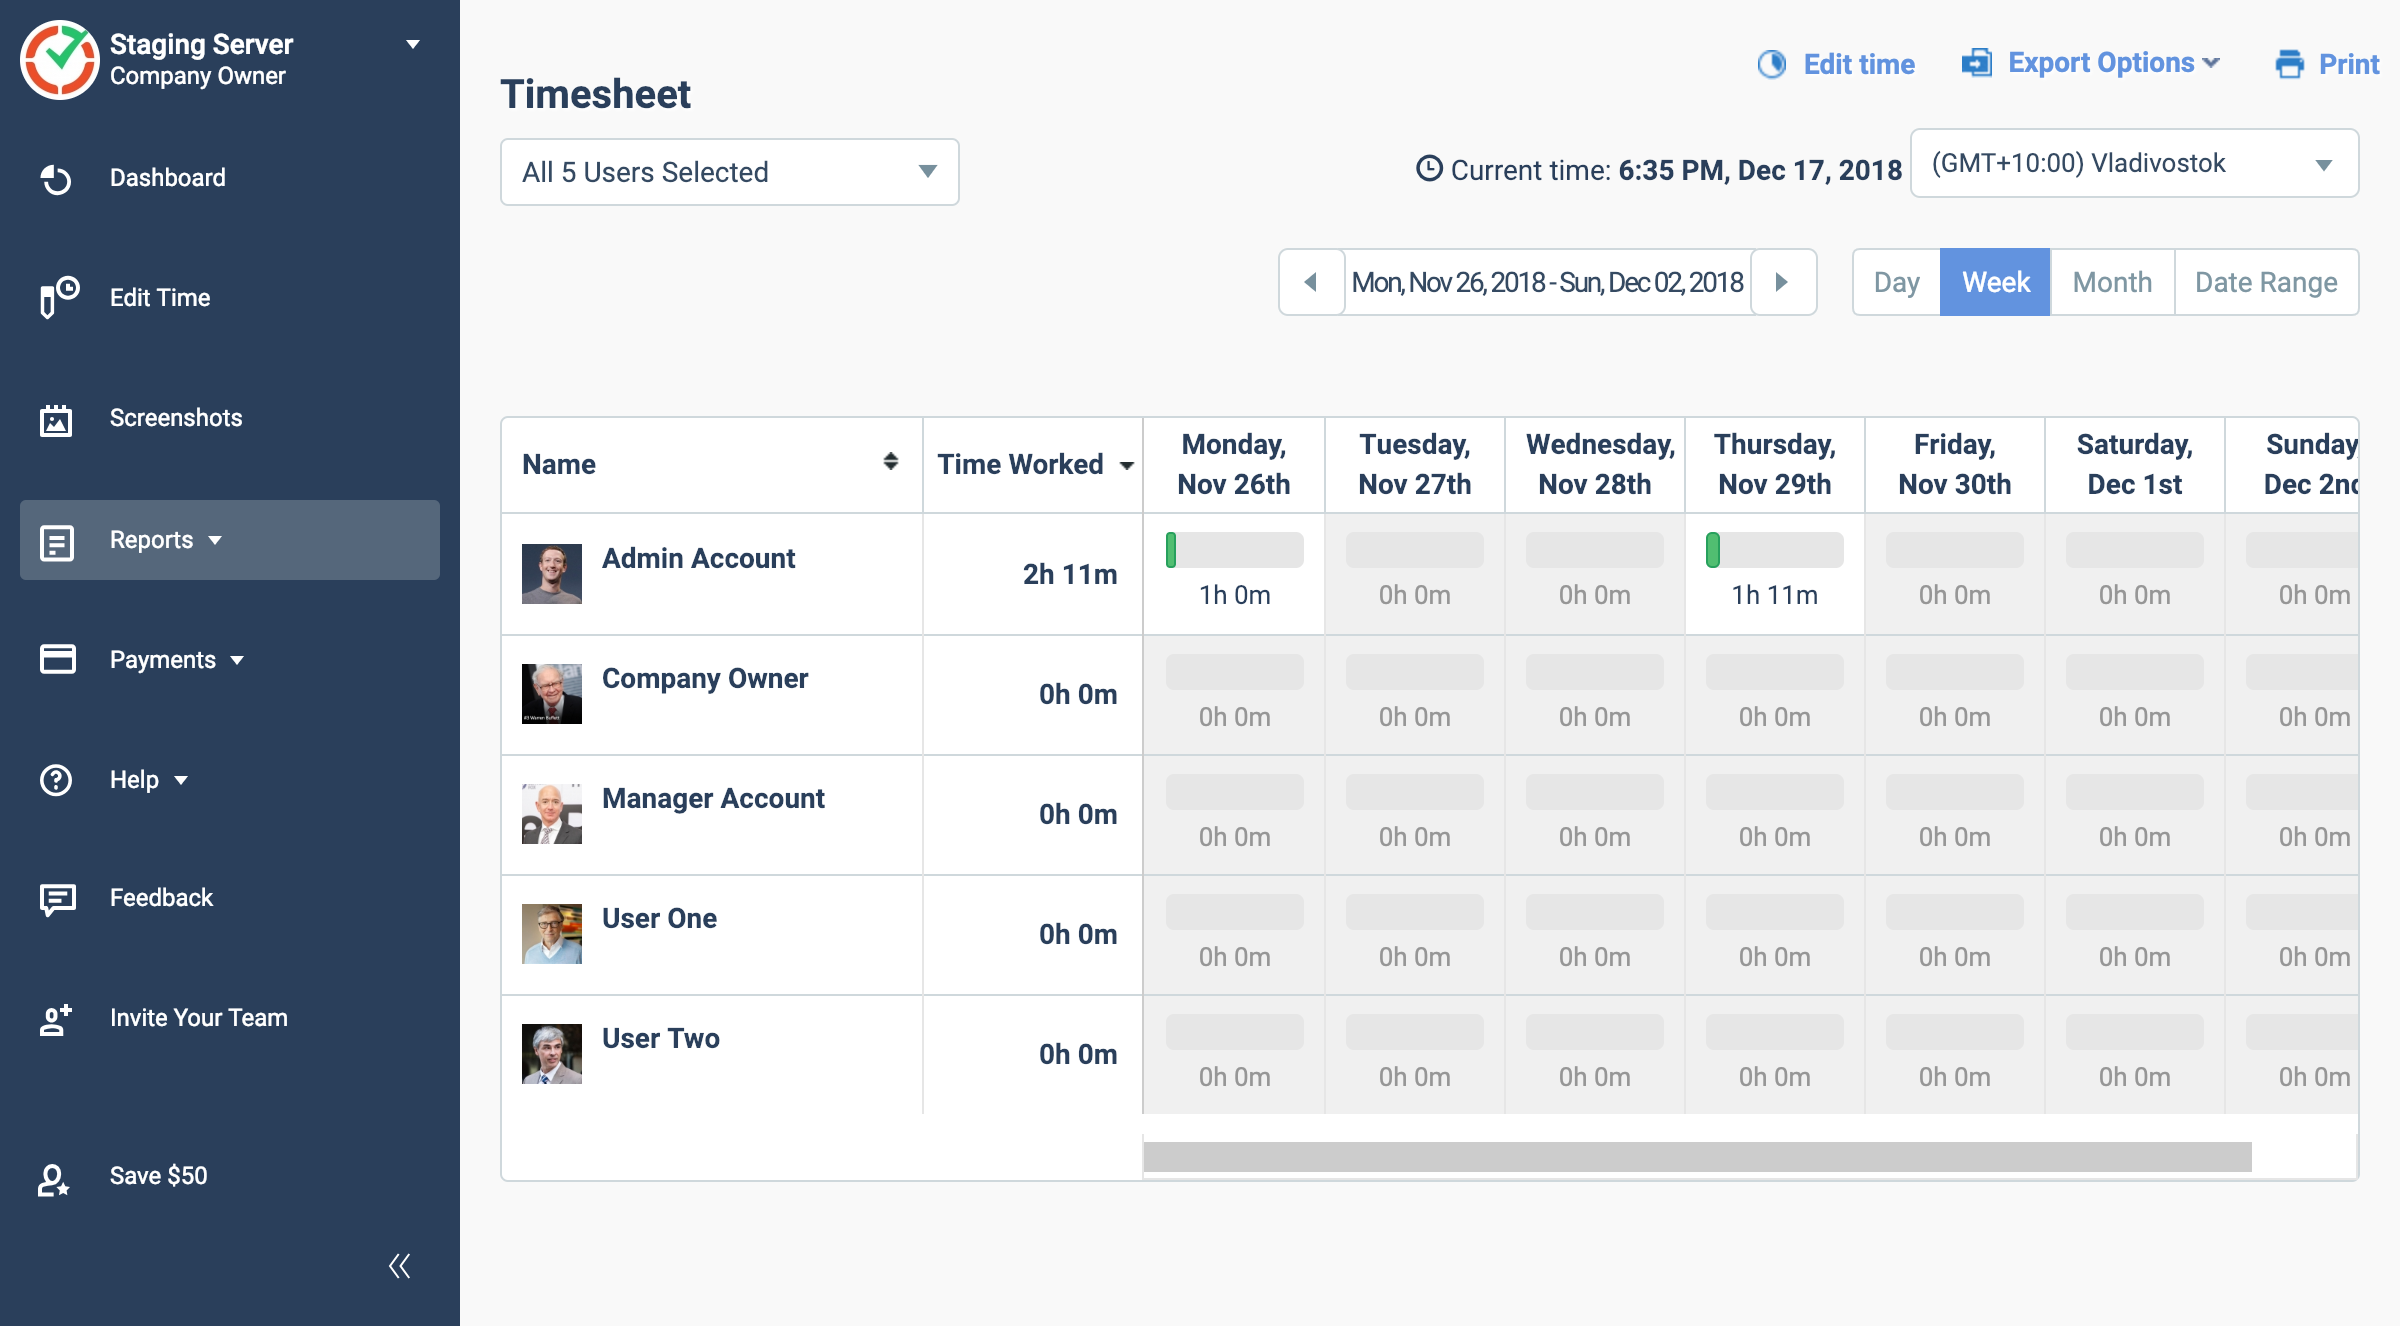 Staging Server
Company Owner
Dashboard
Edit Time
Screenshots
Reports
Payments
Help
Feedback
Invite Your Team
Save $50
Edit time
Export Options
Print
Timesheet
All 5 Users Selected
Current time: 6:35 PM, Dec 17, 2018
(GMT+10:00) Vladivostok
Mon, Nov 26, 2018 - Sun, Dec 02, 2018
Day Week Month Date Range
Name Time Worked Monday, Nov 26th Tuesday, Nov 27th Wednesday, Nov 28th Thursday, Nov 29th Friday, Nov 30th Saturday, Dec 1st Sunday Dec 2nd
Admin Account 2h 11m 1h 0m 0h 0m 0h 0m 1h 11m 0h 0m 0h 0m 0h 0m
Company Owner 0h 0m 0h 0m 0h 0m 0h 0m 0h 0m 0h 0m 0h 0m 0h 0m
#3 Warren Buffett
Manager Account 0h 0m 0h 0m 0h 0m 0h 0m 0h 0m 0h 0m 0h 0m 0h 0m
User One 0h 0m 0h 0m 0h 0m 0h 0m 0h 0m 0h 0m 0h 0m 0h 0m
User Two 0h 0m 0h 0m 0h 0m 0h 0m 0h 0m 0h 0m 0h 0m 0h 0m